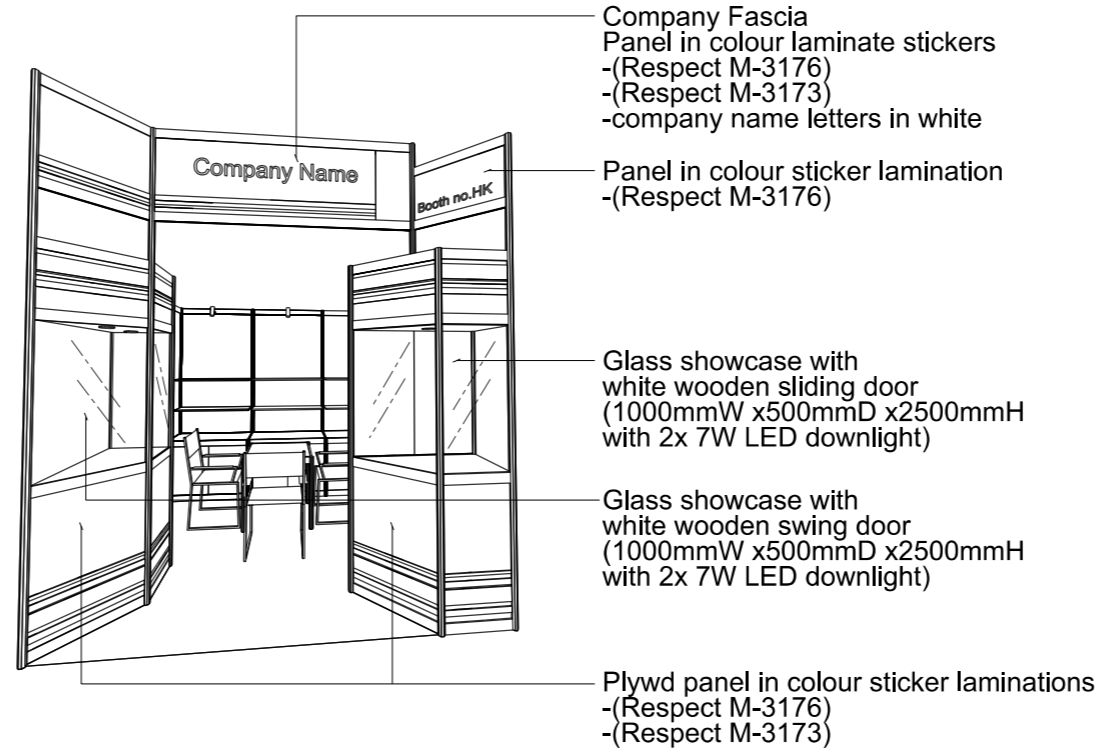 Company Fascia
Panel in colour laminate stickers
-(Respect M-3176)
-(Respect M-3173)
-company name letters in white
Company Name
Booth no.HK
Panel in colour sticker lamination
-(Respect M-3176)
Glass showcase with
white wooden sliding door
(1000mmW x500mmD x2500mmH
with 2x 7W LED downlight)
Glass showcase with
white wooden swing door
(1000mmW x500mmD x2500mmH
with 2x 7W LED downlight)
Plywd panel in colour sticker laminations
-(Respect M-3176)
-(Respect M-3173)